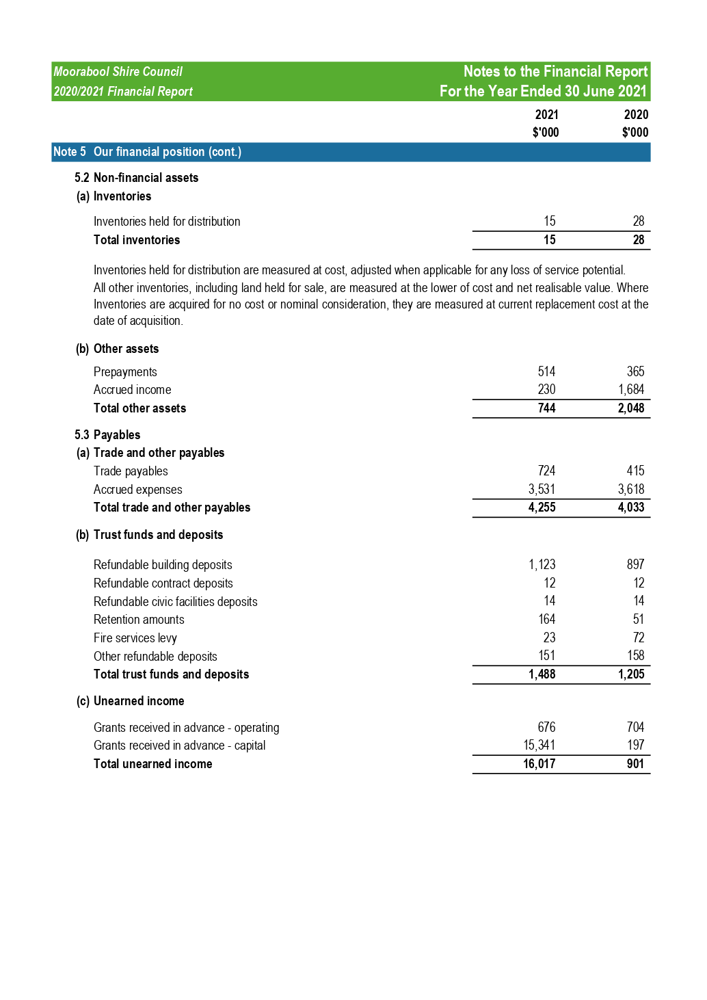 Moorabool Shire Council Notes to the Financial Report
2020/2021 Financial Report For the Year Ended 30 June 2021
2021 2020
$'000 $'000
Note 5 Our financial position (cont.)
5.2 Non-financial assets
(a) Inventories
Inventories held for distribution 15 28
Total inventories 15 28
Inventories held for distribution are measured at cost, adjusted when applicable for any loss of service potential.
All other inventories, including land held for sale, are measured at the lower of cost and net realisable value. Where
Inventories are acquired for no cost or nominal consideration, they are measured at current replacement cost at the
date of acquisition.
(b) Other assets
Prepayments 514 365
Accrued income 230 1,684
Total other assets 744 2,048
5.3 Payables
(a) Trade and other payables
Trade payables 724 415
Accrued expenses 3,531 3,618
Total trade and other payables 4,255 4,033
(b) Trust funds and deposits
Refundable building deposits 1,123 897
Refundable contract deposits 12 12
Refundable civic facilities deposits 14 14
Retention amounts 164 51
Fire services levy 23 72
Other refundable deposits 151 158
Total trust funds and deposits 1,488 1,205
(c) Unearned income
Grants received in advance - operating 676 704
Grants received in advance - capital 15,341 197
Total unearned income 16,017 901